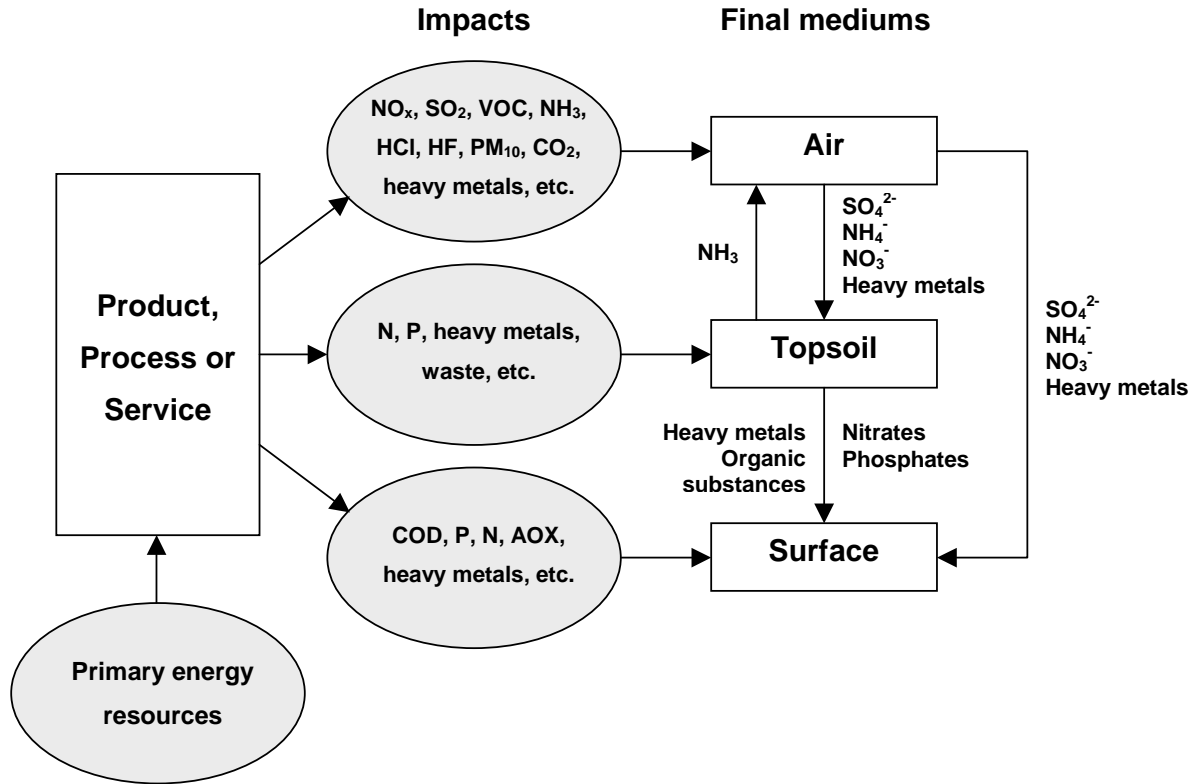 Impacts
Final mediums
NOₓ, SO₂, VOC, NH₃,
HCl, HF, PM₁₀, CO₂,
heavy metals, etc.
Air
SO₄²⁻
NH₄⁻
NO₃⁻
Heavy metals
NH₃
Product,
Process or
Service
N, P, heavy metals,
waste, etc.
Topsoil
SO₄²⁻
NH₄⁻
NO₃⁻
Heavy metals
Heavy metals
Organic
substances
Nitrates
Phosphates
COD, P, N, AOX,
heavy metals, etc.
Surface
Primary energy
resources